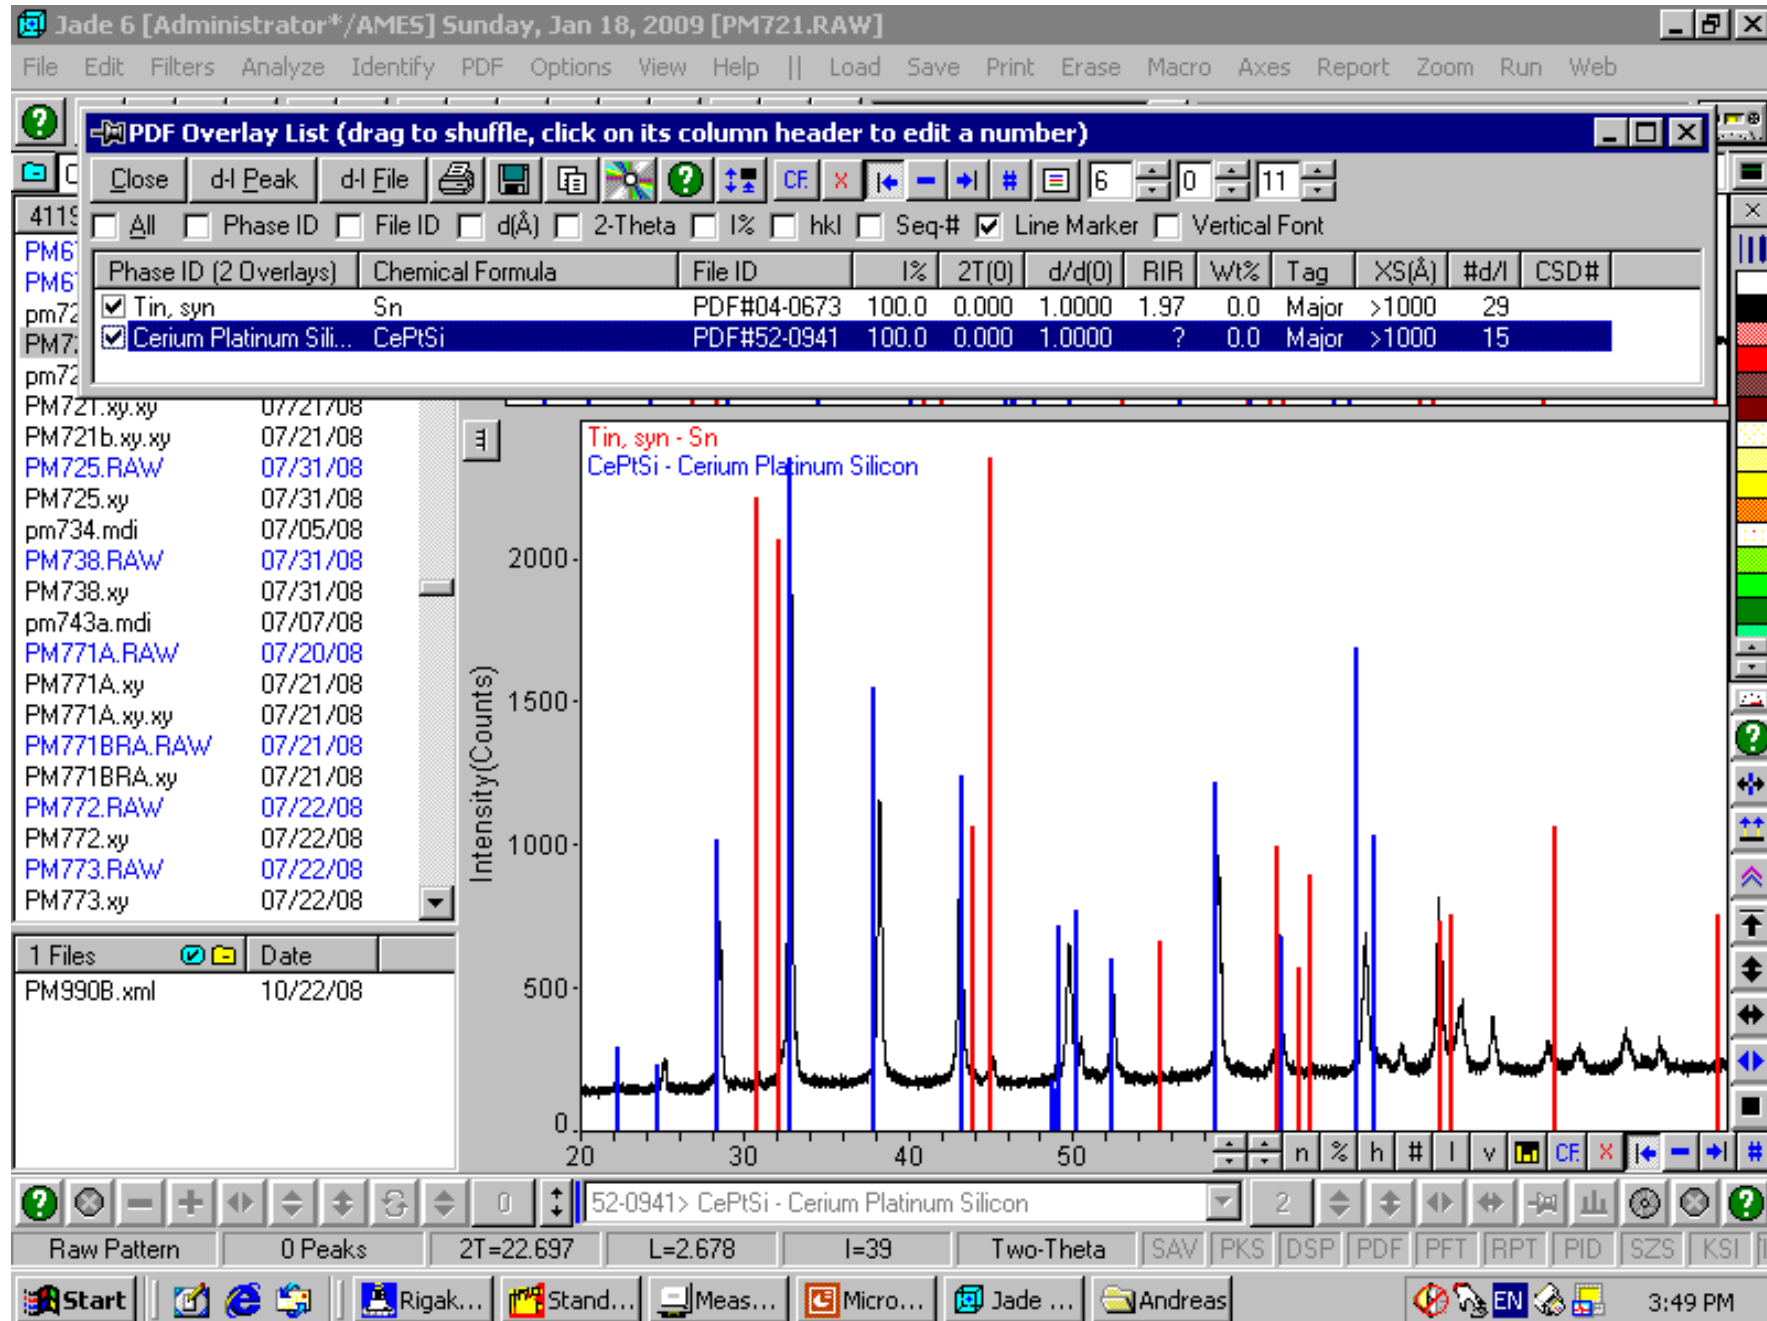 Jade 6 [Administrator*/AMES] Sunday, Jan 18, 2009 [PM721.RAW]
File Edit Filters Analyze Identify PDF Options View Help || Load Save Print Erase Macro Axes Report Zoom Run Web
PDF Overlay List (drag to shuffle, click on its column header to edit a number)
Close d-I Peak d-I File CF. × # 6 0 11
All Phase ID File ID d(Å) 2-Theta I% hkl Seq-# Line Marker Vertical Font
Phase ID (2 Overlays) Chemical Formula File ID I% 2T(0) d/d(0) RIR Wt% Tag XS(Å) #d/I CSD#
Tin, syn Sn PDF#04-0673 100.0 0.000 1.0000 1.97 0.0 Major >1000 29
Cerium Platinum Sili... CePtSi PDF#52-0941 100.0 0.000 1.0000 ? 0.0 Major >1000 15
4119
PM6
PM6
pm72
PM7
pm72
PM721.xy.xy 07/21/08
PM721b.xy.xy 07/21/08
PM725.RAW 07/31/08
PM725.xy 07/31/08
pm734.mdi 07/05/08
PM738.RAW 07/31/08
PM738.xy 07/31/08
pm743a.mdi 07/07/08
PM771A.RAW 07/20/08
PM771A.xy 07/21/08
PM771A.xy.xy 07/21/08
PM771BRA.RAW 07/21/08
PM771BRA.xy 07/21/08
PM772.RAW 07/22/08
PM772.xy 07/22/08
PM773.RAW 07/22/08
PM773.xy 07/22/08
1 Files Date
PM990B.xml 10/22/08
Tin, syn - Sn
CePtSi - Cerium Platinum Silicon
2000
1500
1000
500
0
Intensity(Counts)
20 30 40 50
n % h # l v CF. × #
0 52-0941> CePtSi - Cerium Platinum Silicon 2
Raw Pattern 0 Peaks 2T=22.697 L=2.678 I=39 Two-Theta SAV PKS DSP PDF PFT RPT PID SZS KSI
Start Rigak... Stand... Meas... Micro... Jade ... Andreas EN 3:49 PM